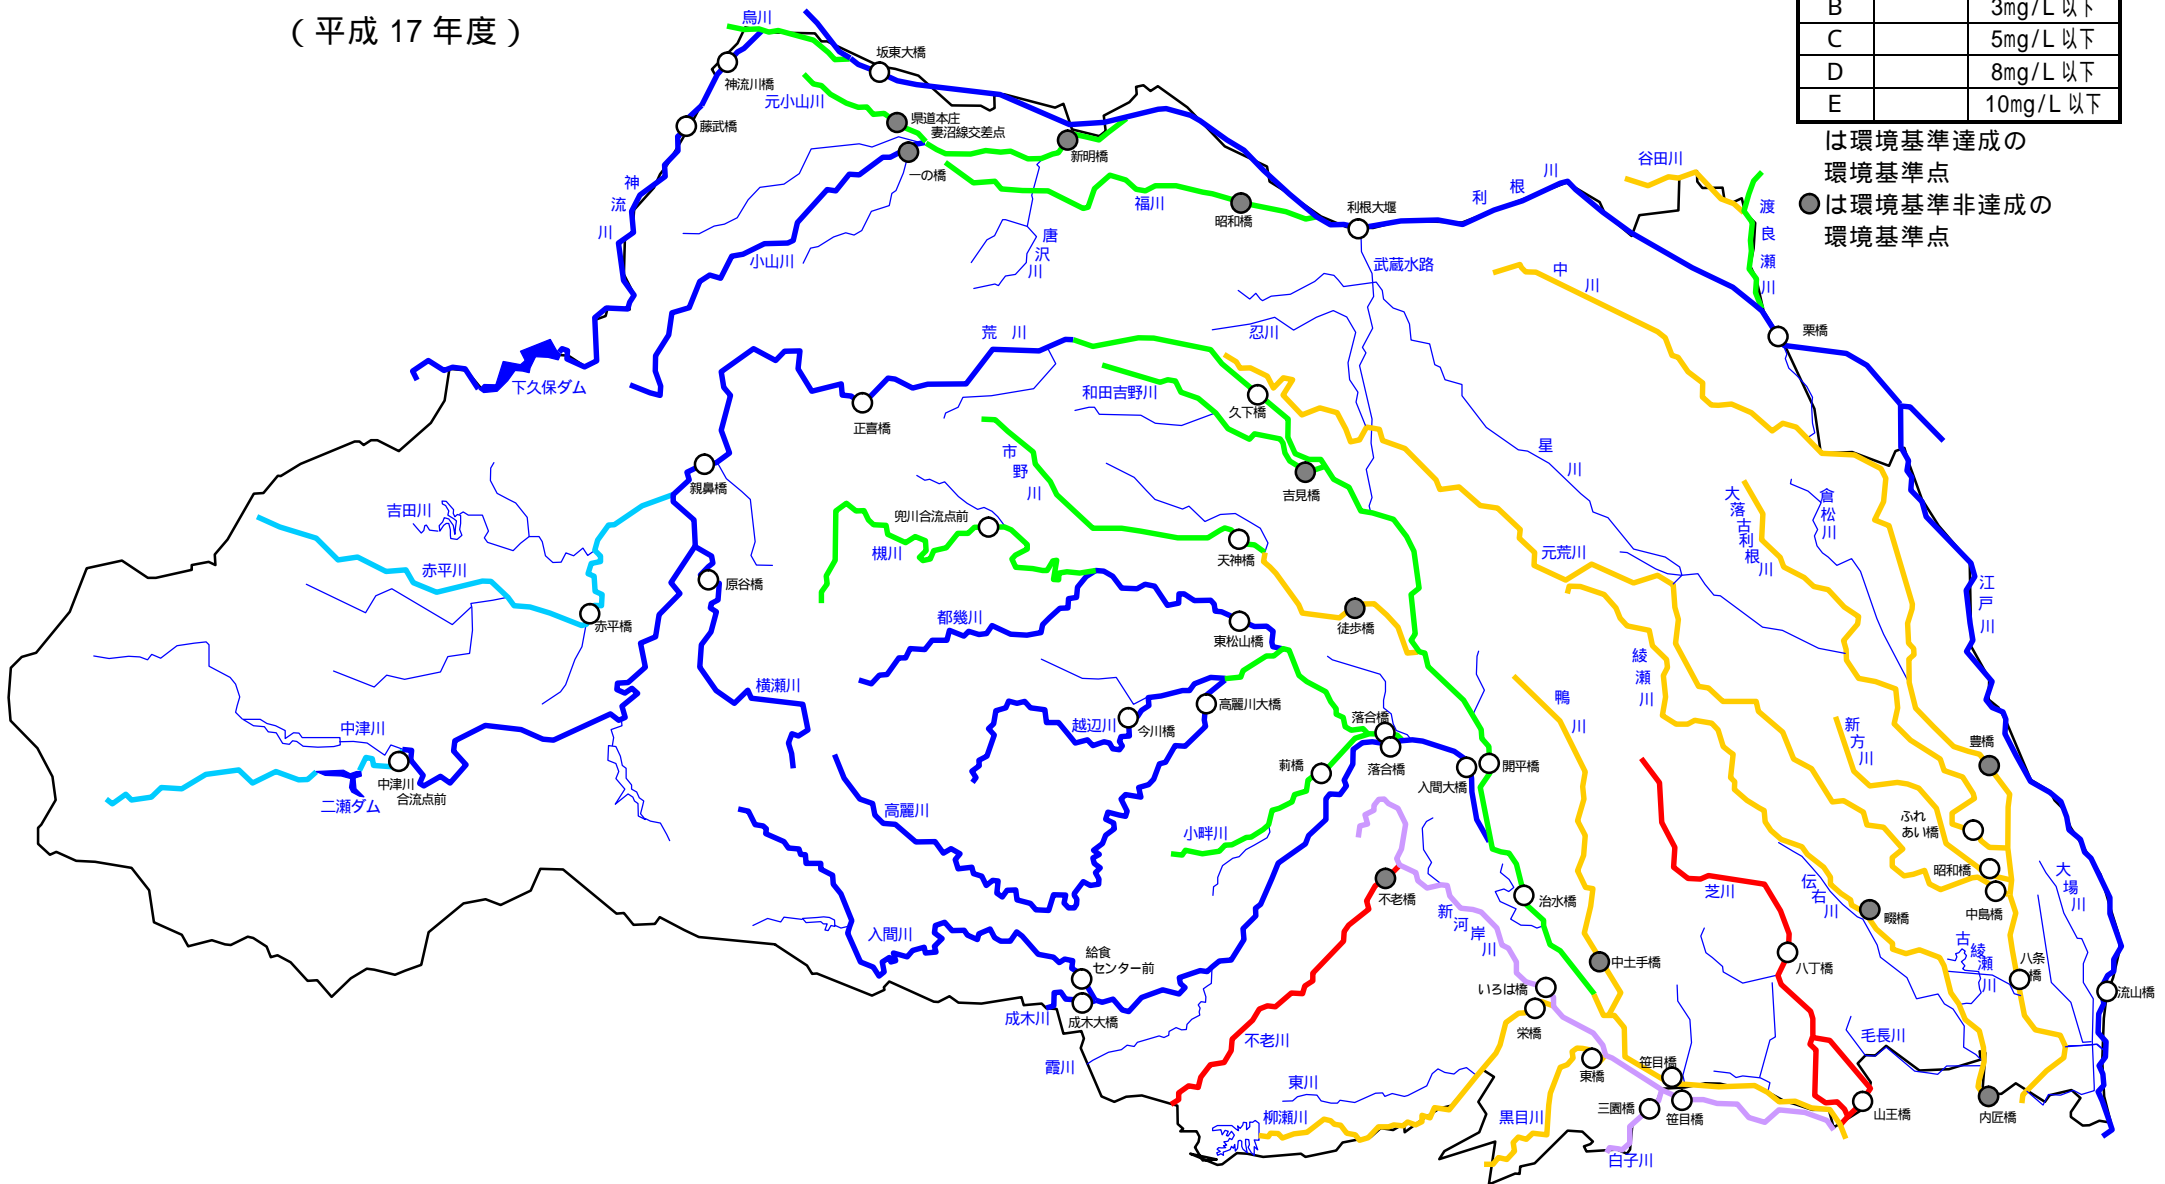 (平成 17 年度)
B 3mg/L 以下
C 5mg/L 以下
D 8mg/L 以下
E 10mg/L 以下
は環境基準達成の
環境基準点
は環境基準非達成の
環境基準点
烏川
坂東大橋
神流川橋
元小山川
藤武橋
県道本庄
妻沼線交差点
新明橋
一の橋
神流川
福川
昭和橋
利根大堰
利根川
谷田川
渡良瀬川
小山川
唐沢川
武蔵水路
中川
栗橋
荒川
忍川
下久保ダム
和田吉野川
久下橋
正喜橋
市野川
星川
親鼻橋
吉見橋
大落古利根川
倉松川
吉田川
兜川合流点前
槻川
天神橋
元荒川
赤平川
原谷橋
江戸川
赤平橋
都幾川
東松山橋
徒歩橋
綾瀬川
横瀬川
高麗川大橋
鴨川
中津川
越辺川
今川橋
落合橋
新方川
豊橋
中津川
合流点前
莿橋
落合橋
入間大橋
開平橋
二瀬ダム
高麗川
小畔川
ふれ
あい橋
昭和橋
大場川
不老橋
治水橋
芝川
伝右川
畷橋
中島橋
入間川
新河岸川
古綾瀬川
給食
センター前
中土手橋
八丁橋
八条
橋
いろは橋
流山橋
成木川
成木大橋
栄橋
不老川
毛長川
霞川
東橋
笹目橋
東川
三園橋
笹目橋
内匠橋
柳瀬川
黒目川
山王橋
白子川